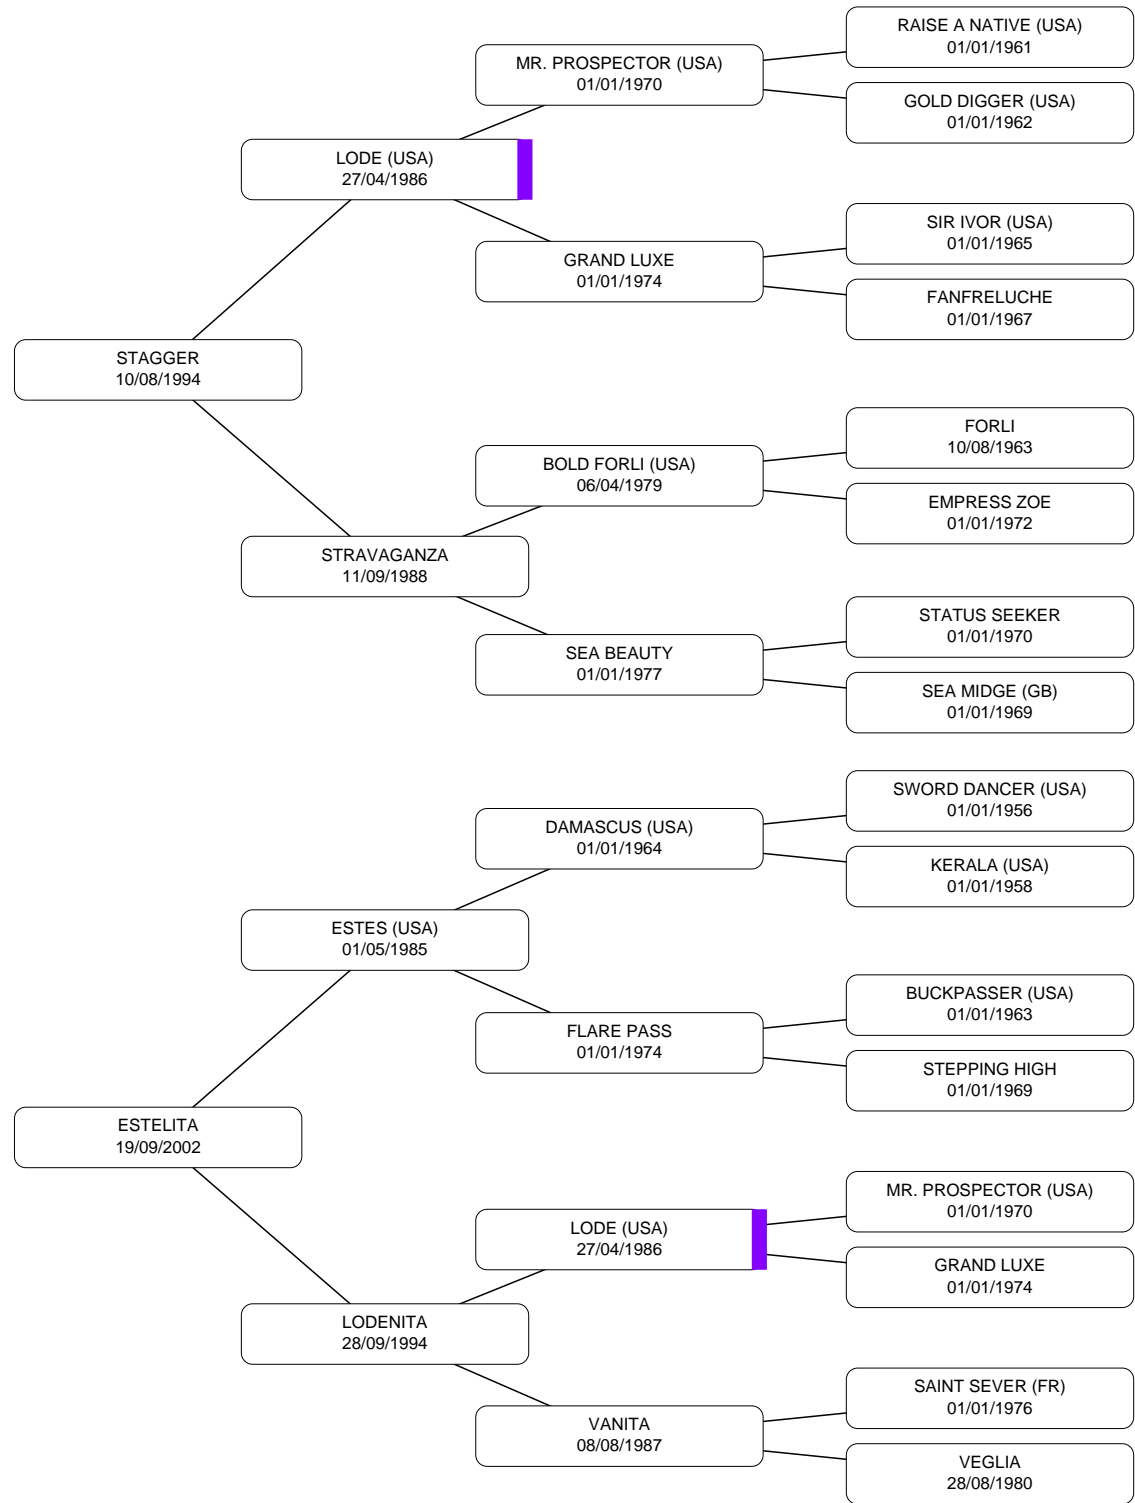 RAISE A NATIVE (USA)
01/01/1961
MR. PROSPECTOR (USA)
01/01/1970
GOLD DIGGER (USA)
01/01/1962
LODE (USA)
27/04/1986
SIR IVOR (USA)
01/01/1965
GRAND LUXE
01/01/1974
FANFRELUCHE
01/01/1967
STAGGER
10/08/1994
FORLI
10/08/1963
BOLD FORLI (USA)
06/04/1979
EMPRESS ZOE
01/01/1972
STRAVAGANZA
11/09/1988
STATUS SEEKER
01/01/1970
SEA BEAUTY
01/01/1977
SEA MIDGE (GB)
01/01/1969
SWORD DANCER (USA)
01/01/1956
DAMASCUS (USA)
01/01/1964
KERALA (USA)
01/01/1958
ESTES (USA)
01/05/1985
BUCKPASSER (USA)
01/01/1963
FLARE PASS
01/01/1974
STEPPING HIGH
01/01/1969
ESTELITA
19/09/2002
MR. PROSPECTOR (USA)
01/01/1970
LODE (USA)
27/04/1986
GRAND LUXE
01/01/1974
LODENITA
28/09/1994
SAINT SEVER (FR)
01/01/1976
VANITA
08/08/1987
VEGLIA
28/08/1980